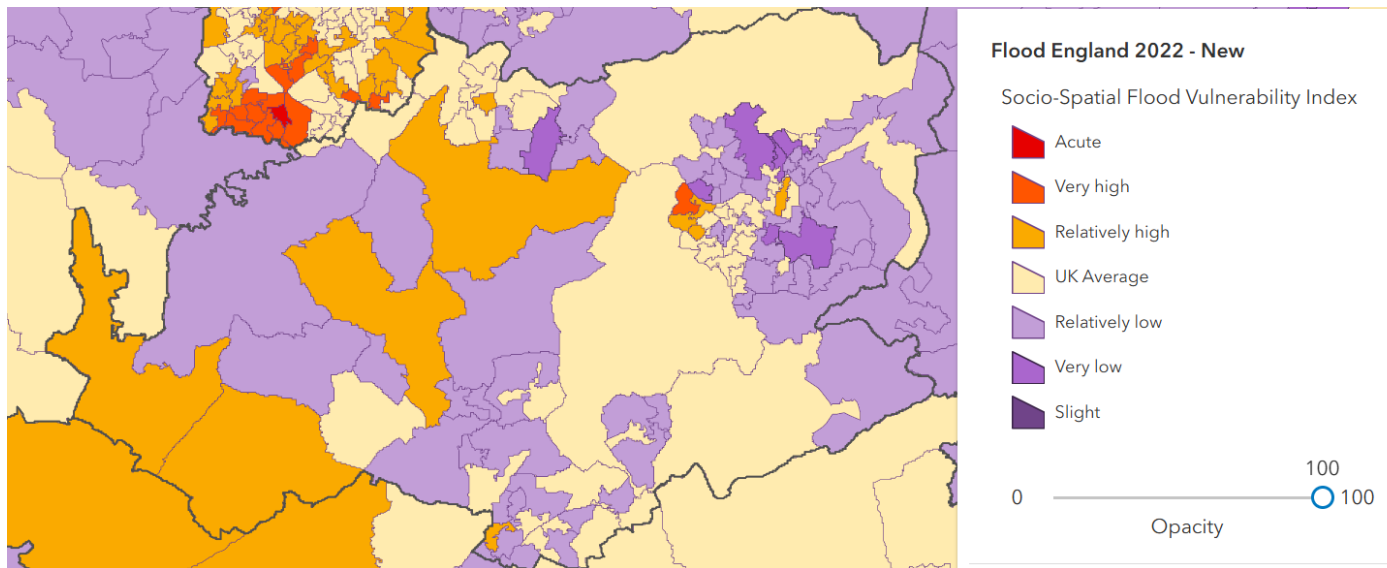 Flood England 2022 - New
Socio-Spatial Flood Vulnerability Index
Acute
Very high
Relatively high
UK Average
Relatively low
Very low
Slight
100
0 100
Opacity